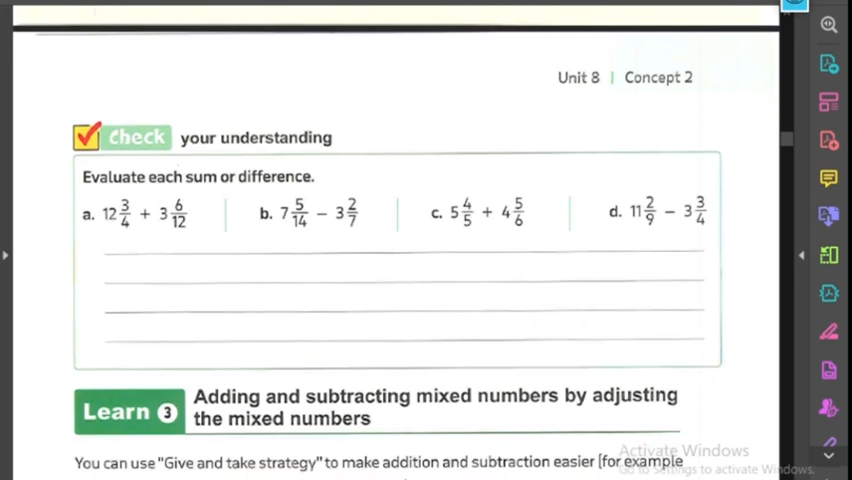 Unit 8 | Concept 2
Check your understanding
Evaluate each sum or difference.
a. 12 3/4 + 3 6/12 b. 7 5/14 − 3 2/7 c. 5 4/5 + 4 5/6 d. 11 2/9 − 3 3/4
Learn 3 Adding and subtracting mixed numbers by adjusting
the mixed numbers
Activate Windows
You can use "Give and take strategy" to make addition and subtraction easier [for example
Go to Settings to activate Windows.